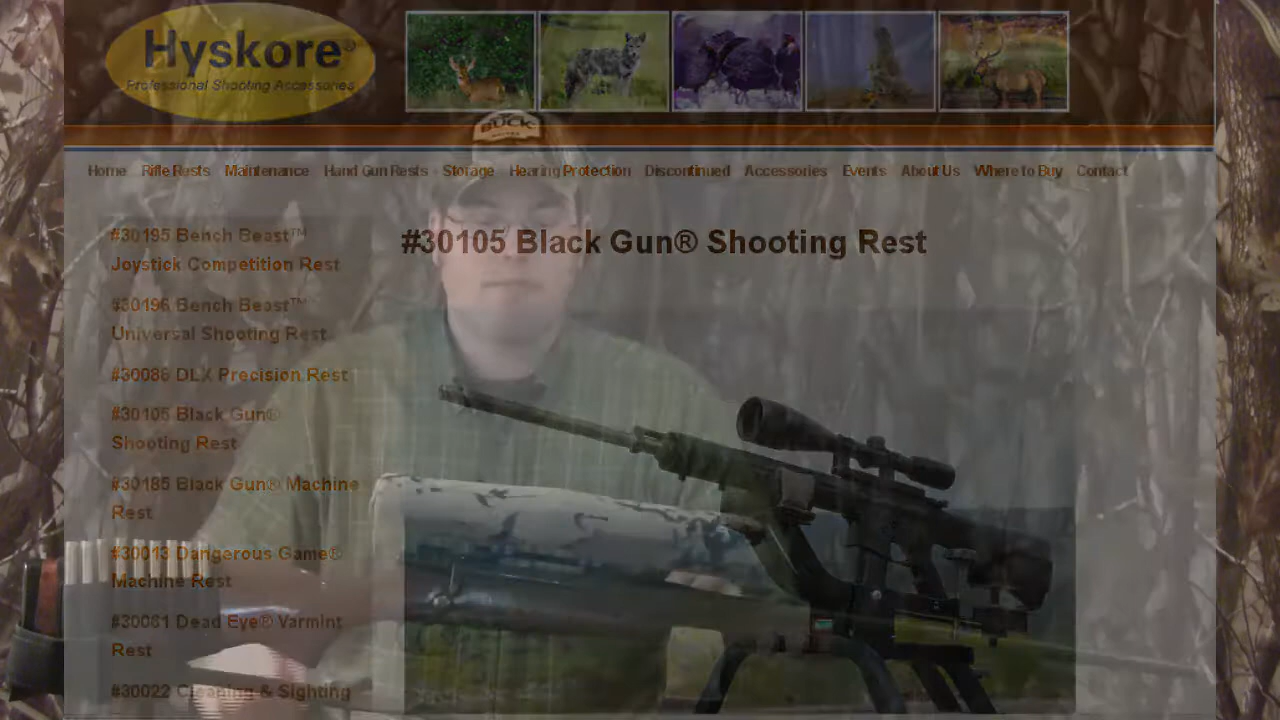 Hyskore®
Professional Shooting Accessories
BUCK
Home Rifle Rests Maintenance Hand Gun Rests Storage Hearing Protection Discontinued Accessories Events About Us Where to Buy Contact
#30195 Bench Beast™
Joystick Competition Rest
#30196 Bench Beast™
Universal Shooting Rest
#30086 DLX Precision Rest
#30105 Black Gun®
Shooting Rest
#30185 Black Gun® Machine
Rest
#30013 Dangerous Game®
Machine Rest
#30061 Dead Eye® Varmint
Rest
#30022 Cleaning & Sighting
#30105 Black Gun® Shooting Rest